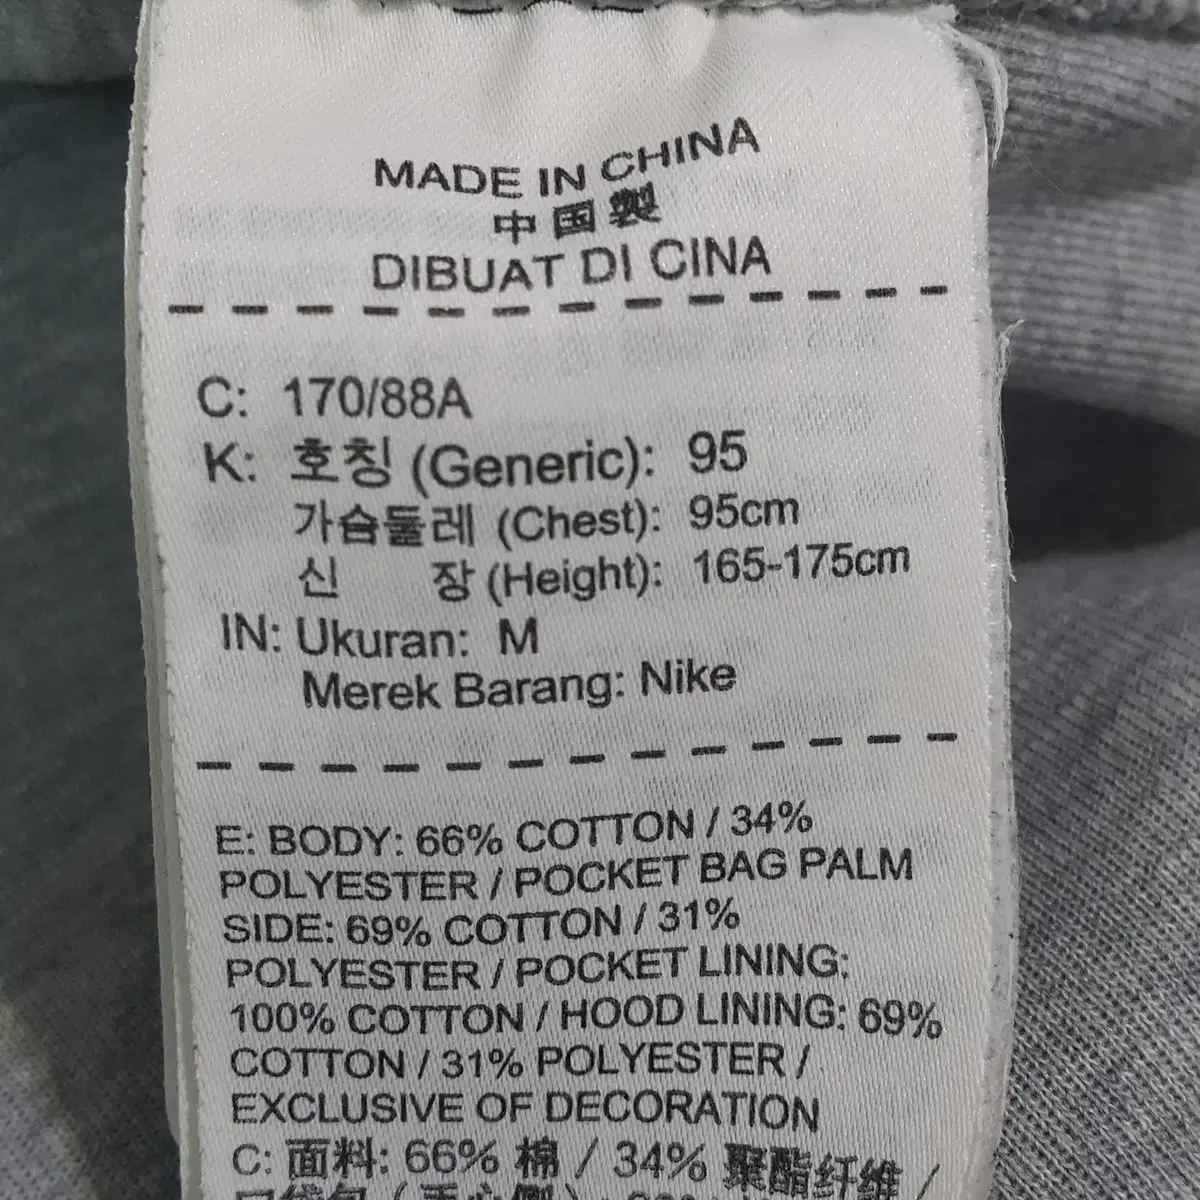 MADE IN CHINA
中国製
DIBUAT DI CINA
C: 170/88A
K: 호칭 (Generic): 95
가슴둘레 (Chest): 95cm
신 장 (Height): 165-175cm
IN: Ukuran: M
Merek Barang: Nike
E: BODY: 66% COTTON / 34%
POLYESTER / POCKET BAG PALM
SIDE: 69% COTTON / 31%
POLYESTER / POCKET LINING:
100% COTTON / HOOD LINING: 69%
COTTON / 31% POLYESTER /
EXCLUSIVE OF DECORATION
C: 面料: 66% 棉 / 34% 聚酯纤维 /